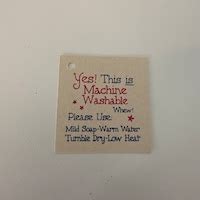 Yes! This is
Machine
Washable
Whew!
Please Use.
Mild Soap-Warm Water
Tumble Dry-Low Heat